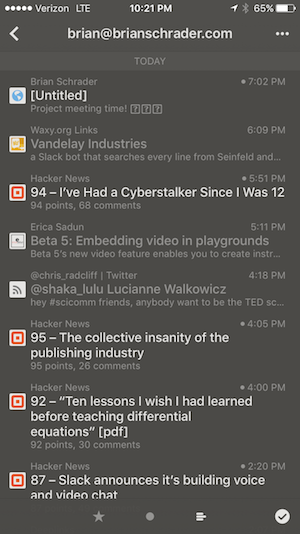 Verizon LTE 10:21 PM 65%
brian@brianschrader.com
TODAY
Brian Schrader 7:02 PM
[Untitled]
Project meeting time!
Waxy.org Links 6:09 PM
Vandelay Industries
a Slack bot that searches every line from Seinfeld and...
Hacker News 5:51 PM
94 – I’ve Had a Cyberstalker Since I Was 12
94 points, 68 comments
Erica Sadun 5:11 PM
Beta 5: Embedding video in playgrounds
Beta 5’s new video feature enables you to create instr...
@chris_radcliff | Twitter 4:18 PM
@shaka_lulu Lucianne Walkowicz
hey #scicomm friends, anybody want to be the TED sc...
Hacker News 4:05 PM
95 – The collective insanity of the
publishing industry
95 points, 26 comments
Hacker News 4:00 PM
92 – “Ten lessons I wish I had learned
before teaching differential
equations” [pdf]
92 points, 30 comments
Hacker News 2:20 PM
87 – Slack announces it’s building voice
and video chat